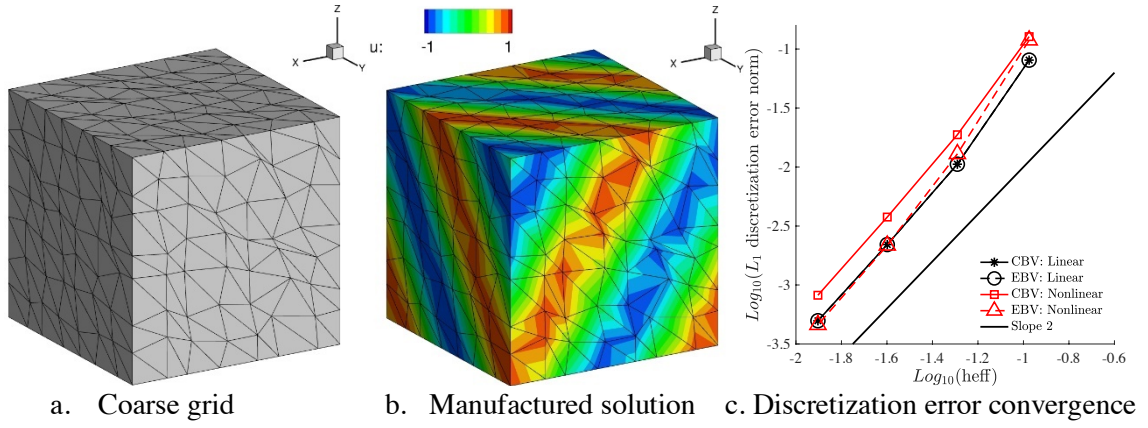 Z
X
Y
u:
-1 1
Z
X
Y
Log10(L1 discretization error norm)
-1
-1.5
-2
-2.5
-3
-3.5
CBV: Linear
EBV: Linear
CBV: Nonlinear
EBV: Nonlinear
Slope 2
-2 -1.8 -1.6 -1.4 -1.2 -1 -0.8 -0.6
Log10(heff)
a. Coarse grid
b. Manufactured solution
c. Discretization error convergence